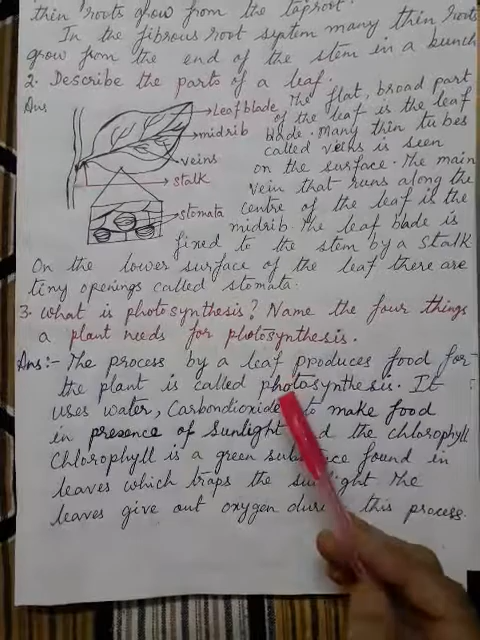 thin roots grow from the taproot.
In the fibrous root system many thin roots
grow from the end of the stem in a bunch
2. Describe the parts of a leaf.
Ans
Leaf blade
midrib
veins
stalk
stomata
The flat, broad part
of the leaf is the leaf
blade. Many thin tubes
called veins is seen
on the surface. The main
vein that runs along the
centre of the leaf is the
midrib The leaf blade is
fixed to the stem by a stalk
On the lower surface of the leaf there are
tiny openings called stomata.
3. What is photosynthesis? Name the four things
a plant needs for photosynthesis.
Ans:- The process by a leaf produces food for
the plant is called photosynthesis. It
uses water, Carbondioxide to make food
in presence of Sunlight the chlorophyll
Chlorophyll is a green found in
leaves which traps the The
leaves give out oxygen this process.